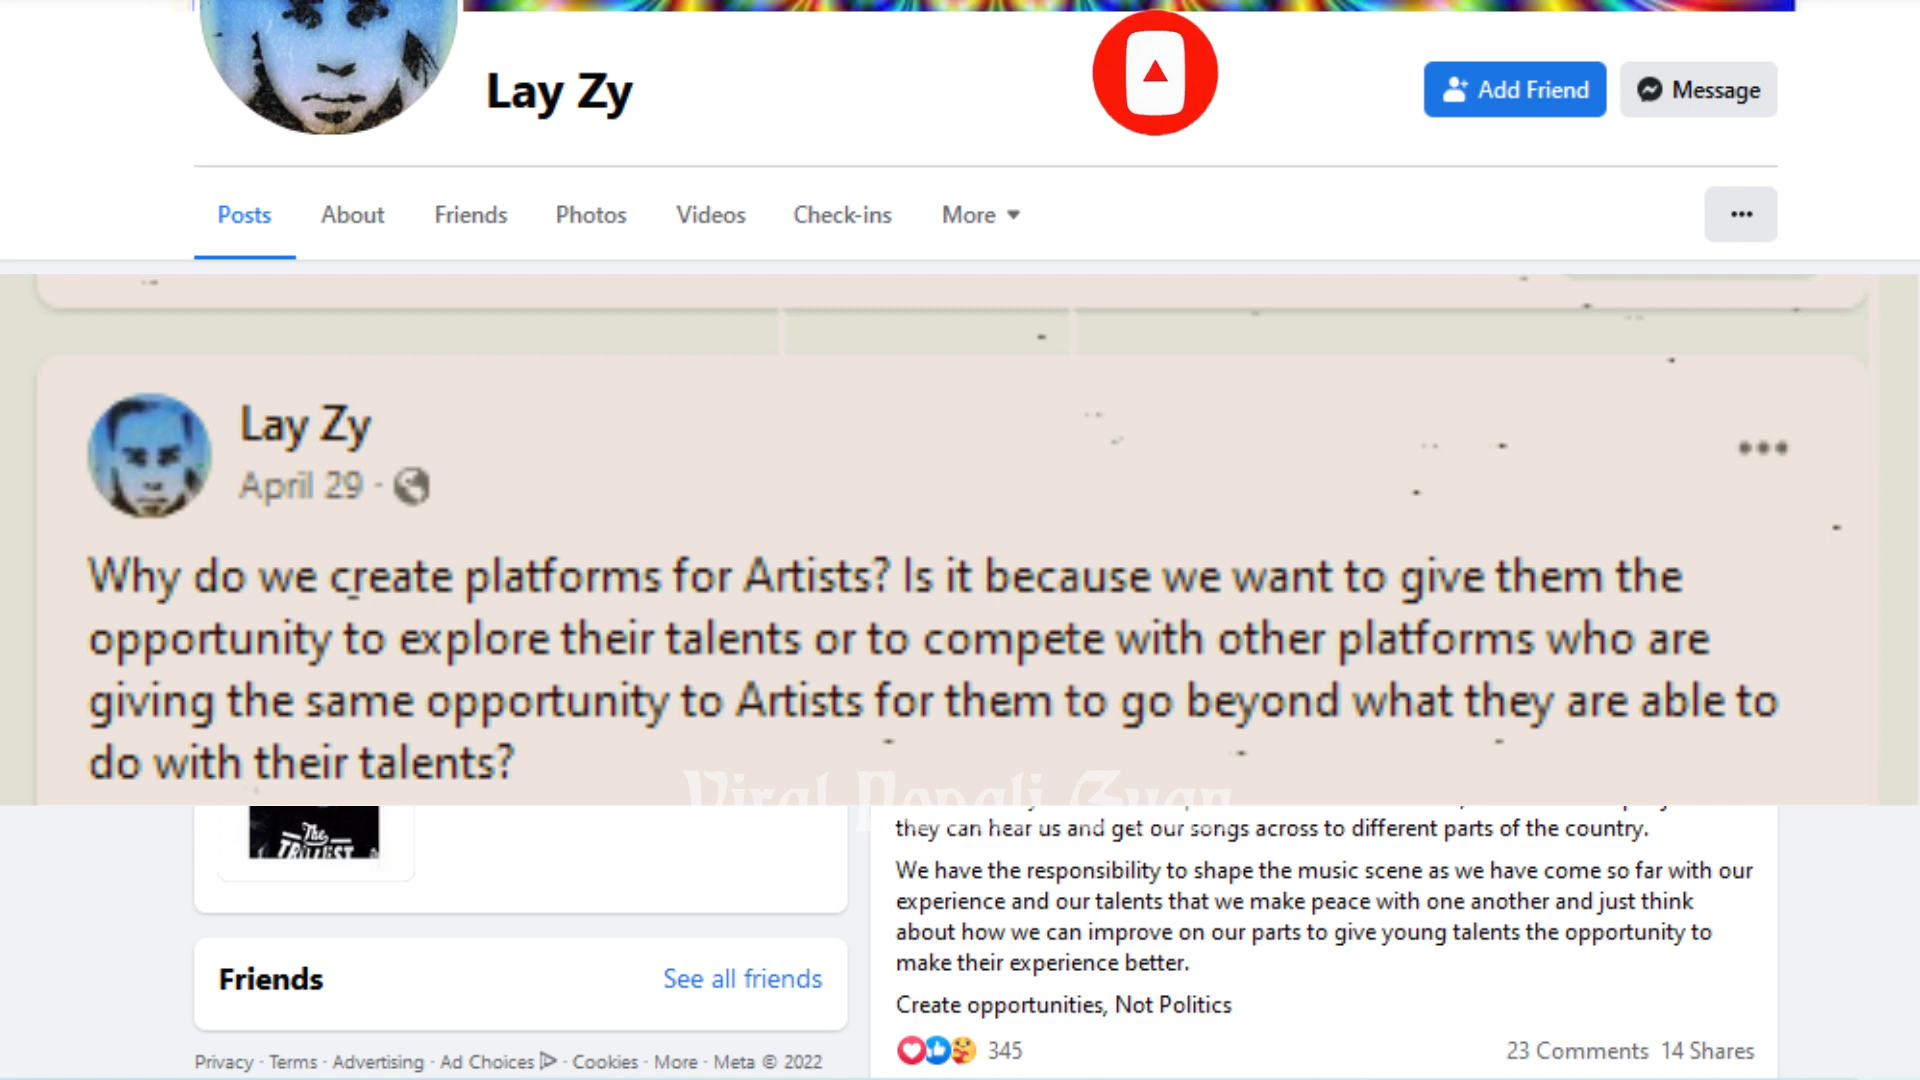 Lay Zy
Add Friend
Message
Posts
About
Friends
Photos
Videos
Check-ins
More
Lay Zy
April 29
Why do we create platforms for Artists? Is it because we want to give them the
opportunity to explore their talents or to compete with other platforms who are
giving the same opportunity to Artists for them to go beyond what they are able to
do with their talents?
The
TRILLEST
Friends
See all friends
Privacy · Terms · Advertising · Ad Choices · Cookies · More · Meta © 2022
they can hear us and get our songs across to different parts of the country.
We have the responsibility to shape the music scene as we have come so far with our
experience and our talents that we make peace with one another and just think
about how we can improve on our parts to give young talents the opportunity to
make their experience better.
Create opportunities, Not Politics
345
23 Comments 14 Shares